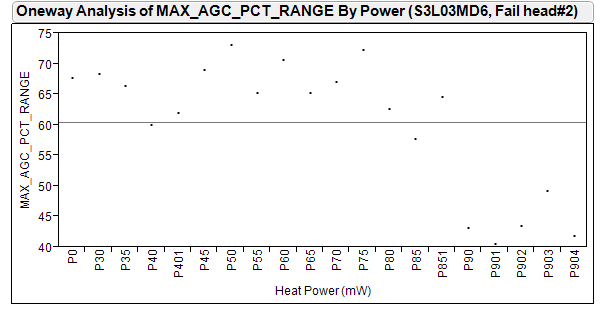 Oneway Analysis of MAX_AGC_PCT_RANGE By Power (S3L03MD6, Fail head#2)
MAX_AGC_PCT_RANGE
75
70
65
60
55
50
45
40
P0 P30 P35 P40 P401 P45 P50 P55 P60 P65 P70 P75 P80 P85 P851 P90 P901 P902 P903 P904
Heat Power (mW)